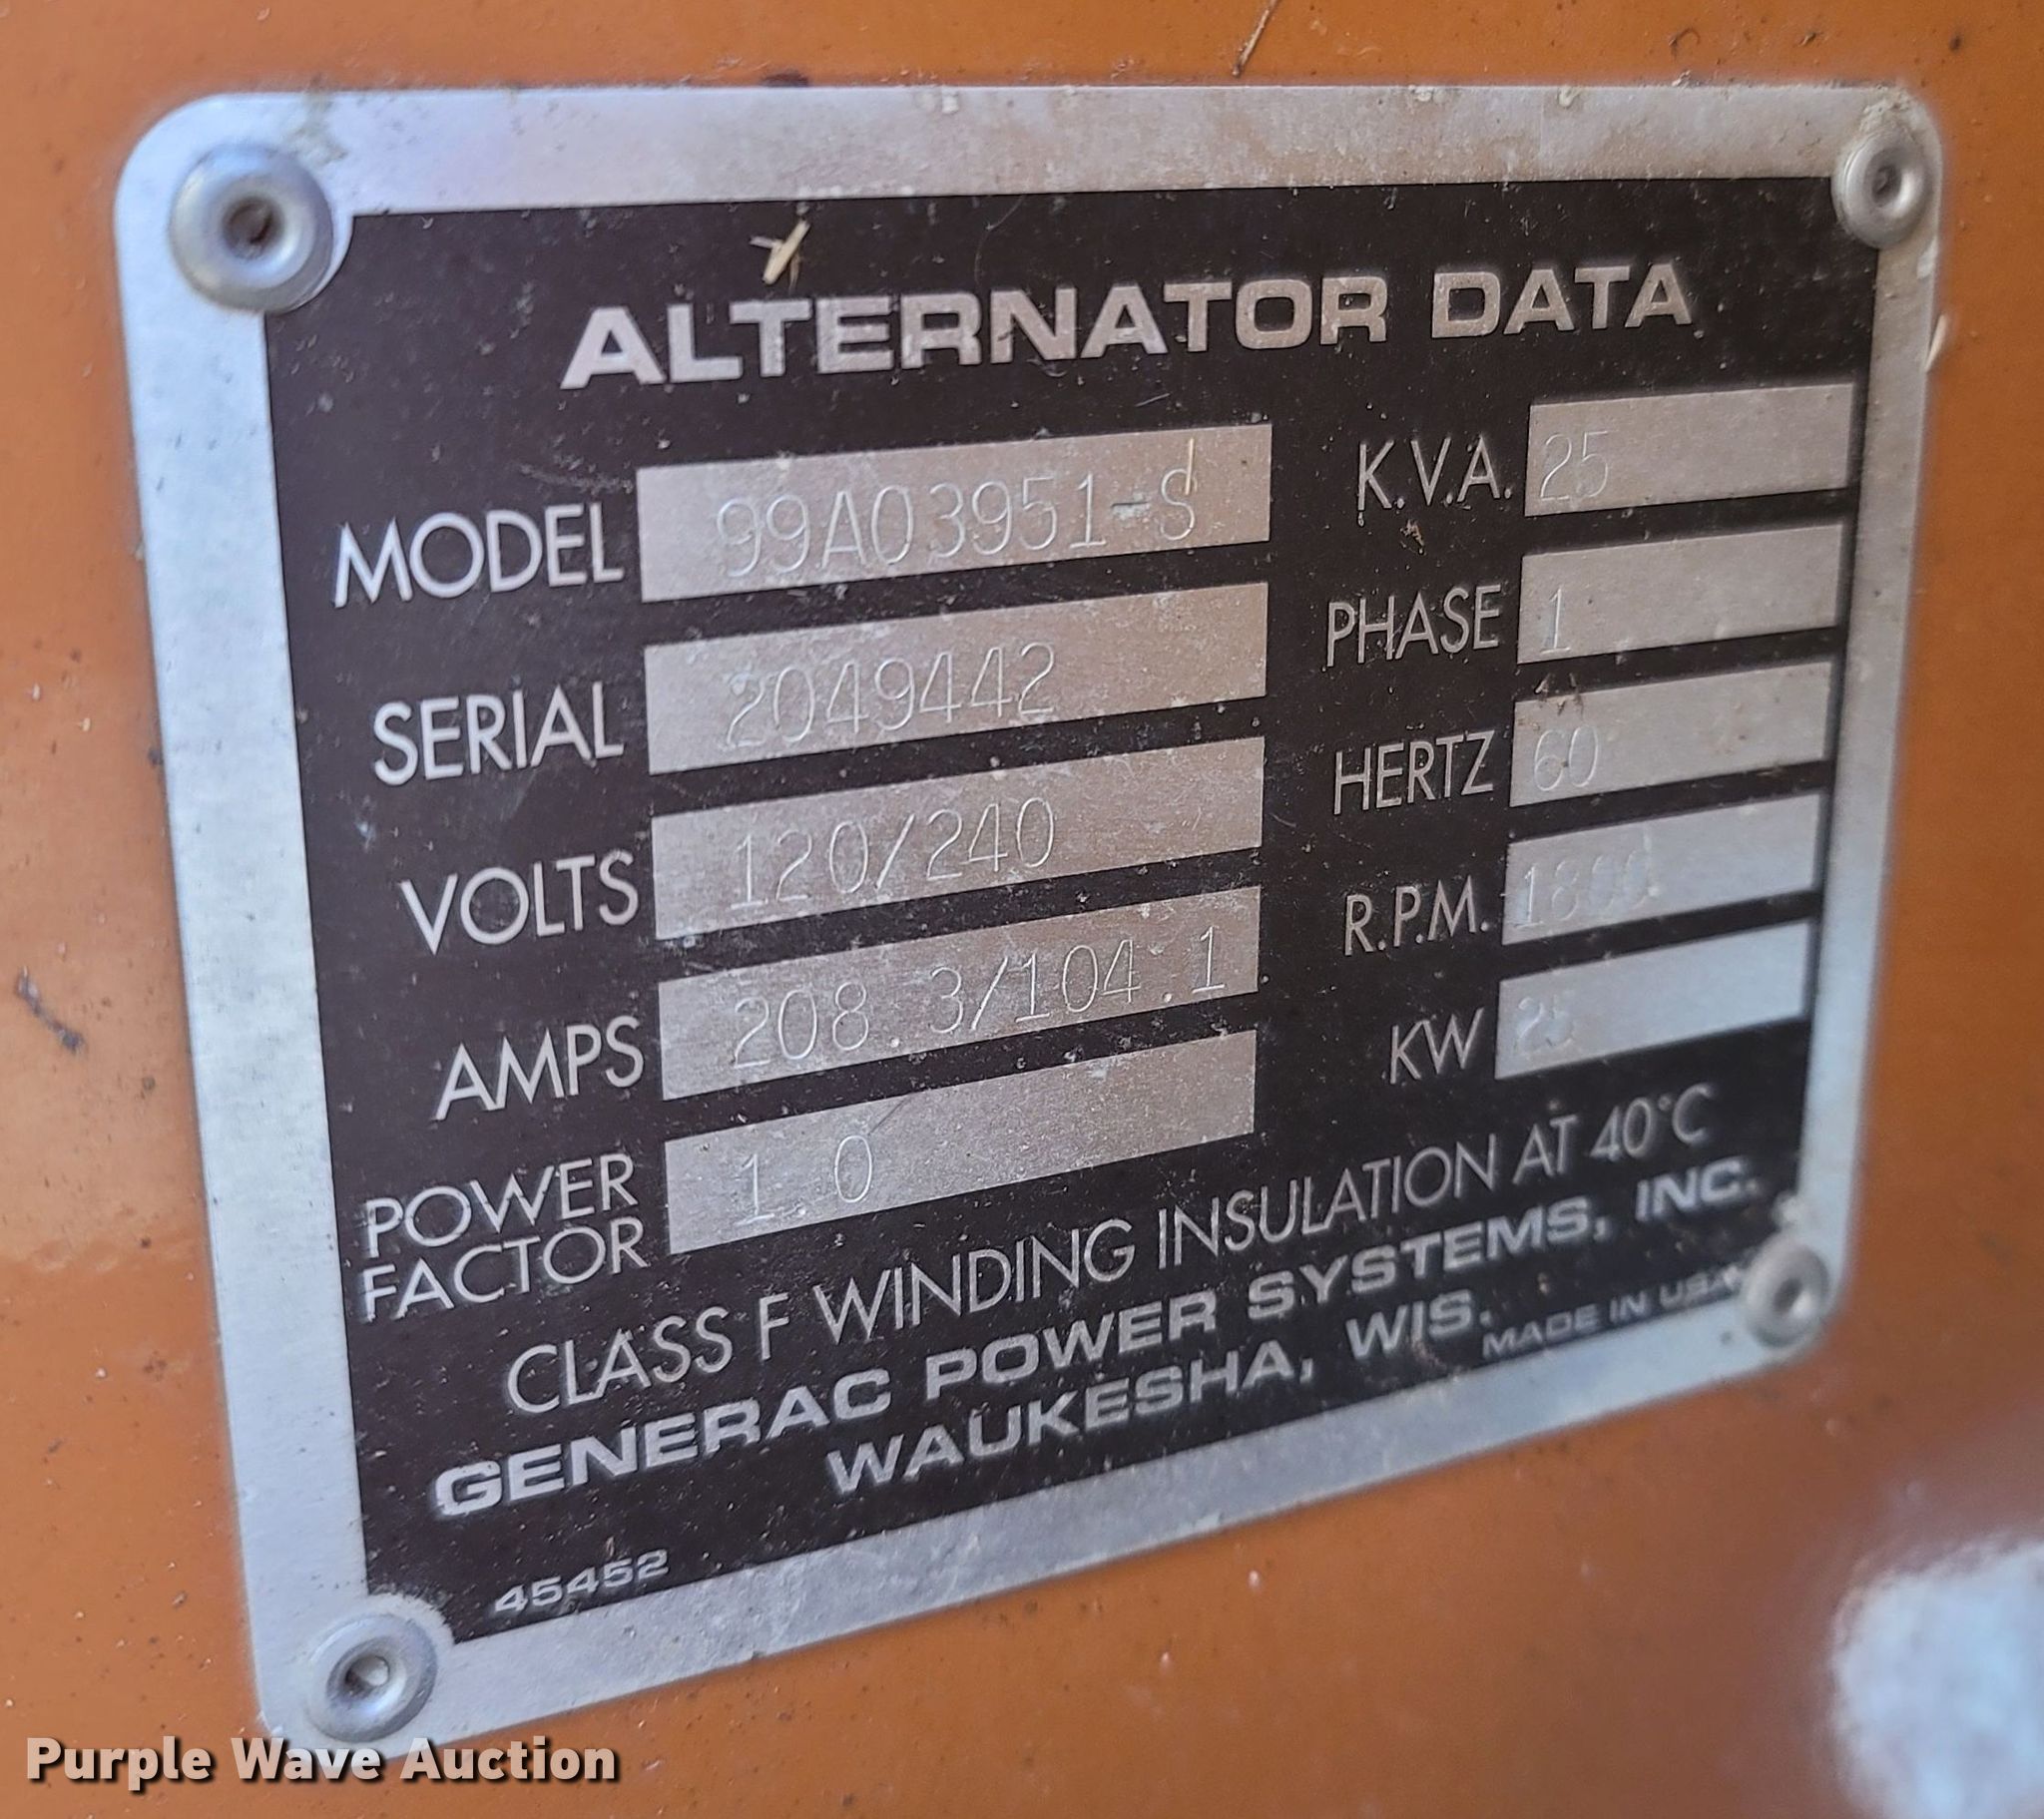 ALTERNATOR DATA
MODEL 99A03951-S
SERIAL 2049442
VOLTS 120/240
AMPS 208.3/104.1
POWER FACTOR 1.0
K.V.A. 25
PHASE 1
HERTZ 60
R.P.M. 1800
KW 25
CLASS F WINDING INSULATION AT 40°C
GENERAC POWER SYSTEMS, INC.
WAUKESHA, WIS.
MADE IN USA
45452
Purple Wave Auction